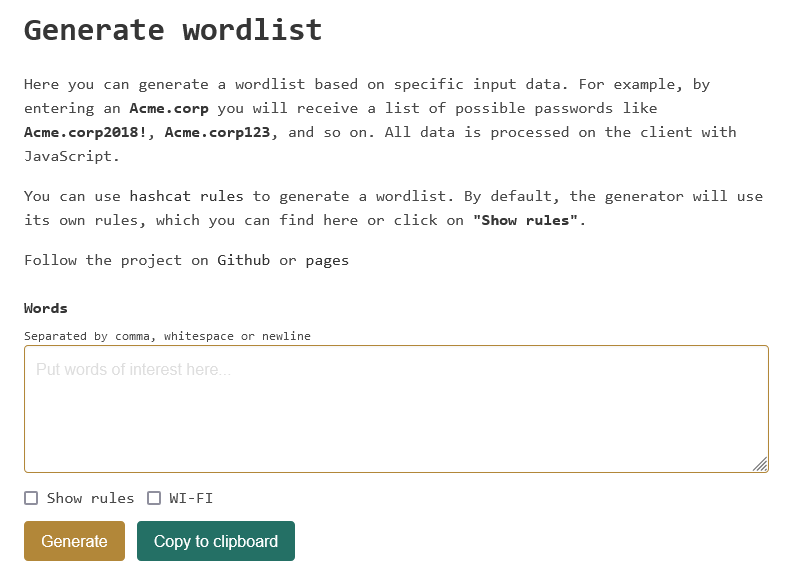 Generate wordlist
Here you can generate a wordlist based on specific input data. For example, by
entering an Acme.corp you will receive a list of possible passwords like
Acme.corp2018!, Acme.corp123, and so on. All data is processed on the client with
JavaScript.
You can use hashcat rules to generate a wordlist. By default, the generator will use
its own rules, which you can find here or click on "Show rules".
Follow the project on Github or pages
Words
Separated by comma, whitespace or newline
Put words of interest here...
Show rules WI-FI
Generate Copy to clipboard